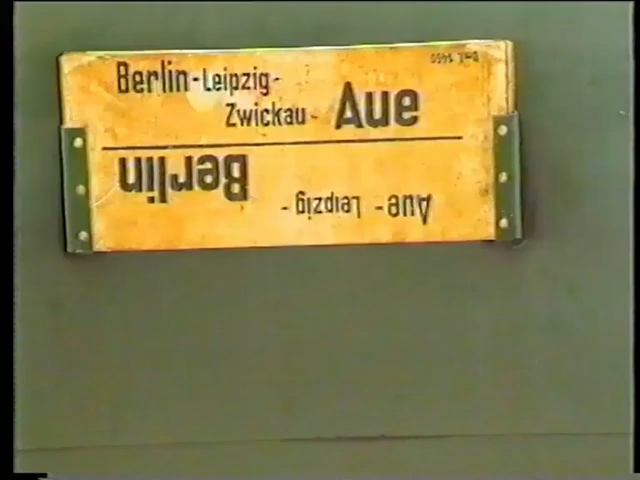 Berlin-Leipzig-
Zwickau- Aue
Aue - Leipzig -
Berlin